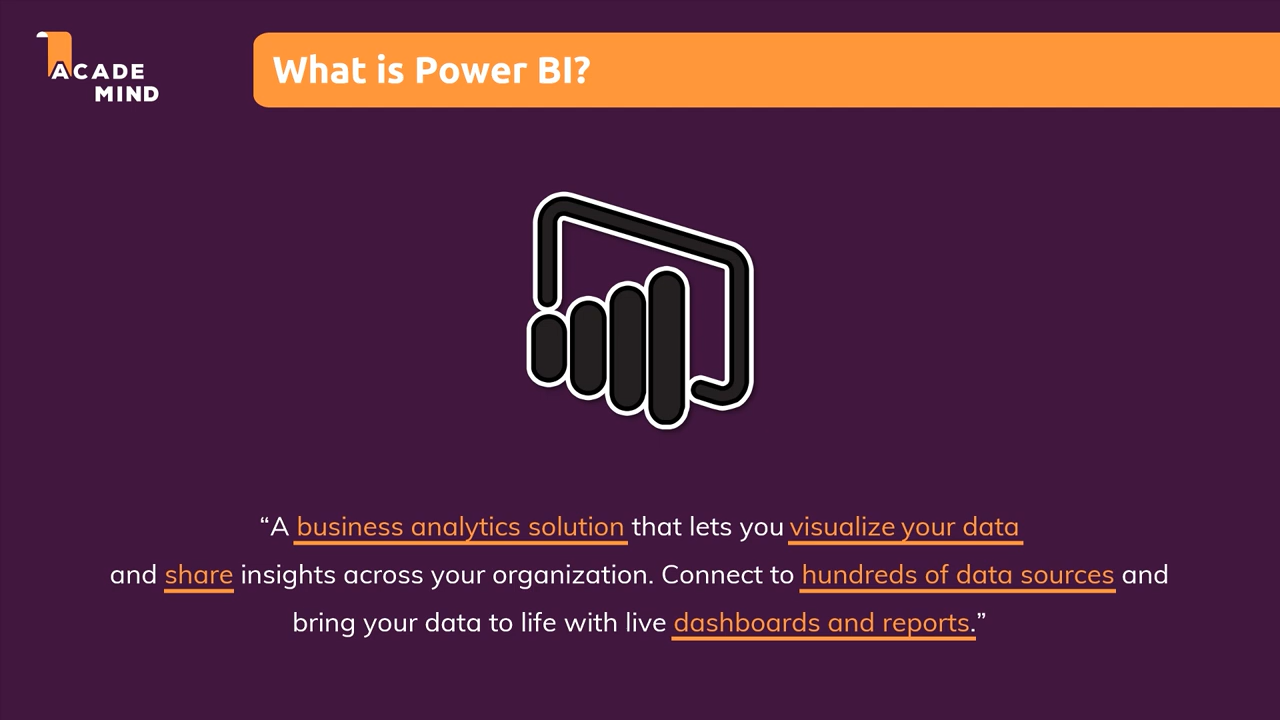 ACADE
MIND
What is Power BI?
“A business analytics solution that lets you visualize your data
and share insights across your organization. Connect to hundreds of data sources and
bring your data to life with live dashboards and reports.”